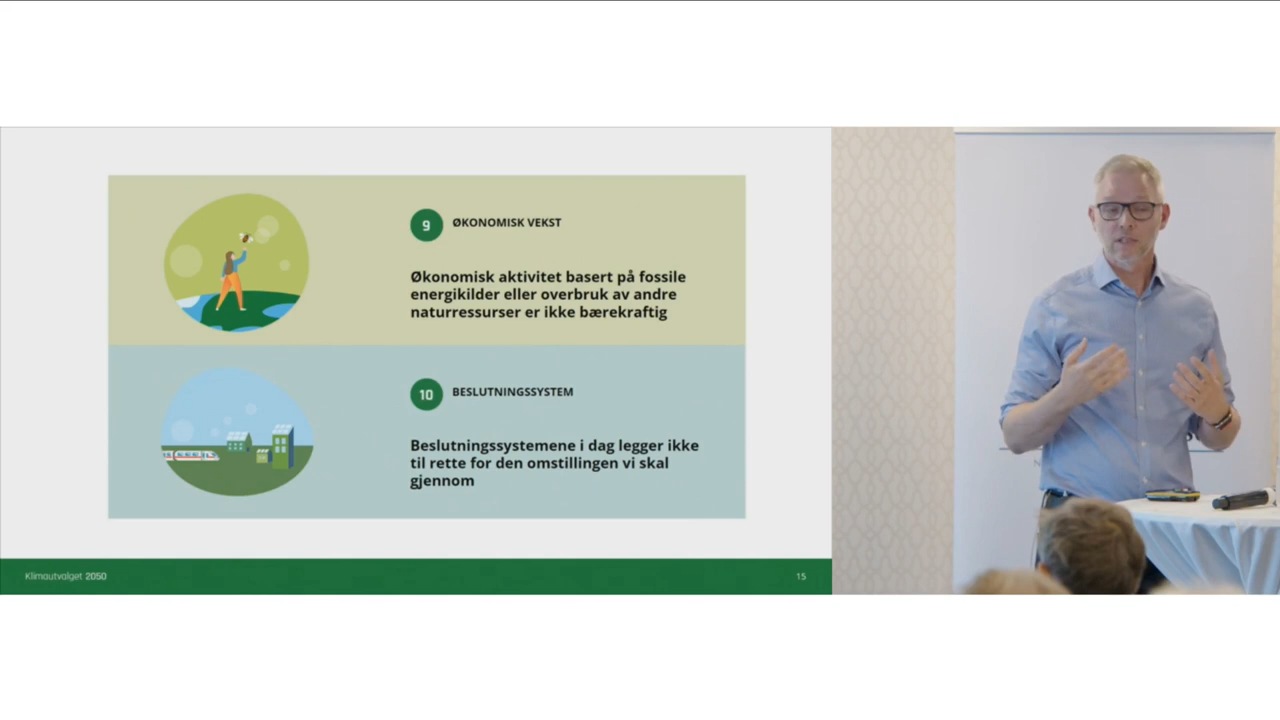 9 ØKONOMISK VEKST
Økonomisk aktivitet basert på fossile
energikilder eller overbruk av andre
naturressurser er ikke bærekraftig
10 BESLUTNINGSSYSTEM
Beslutningssystemene i dag legger ikke
til rette for den omstillingen vi skal
gjennom
Klimautvalget 2050
15